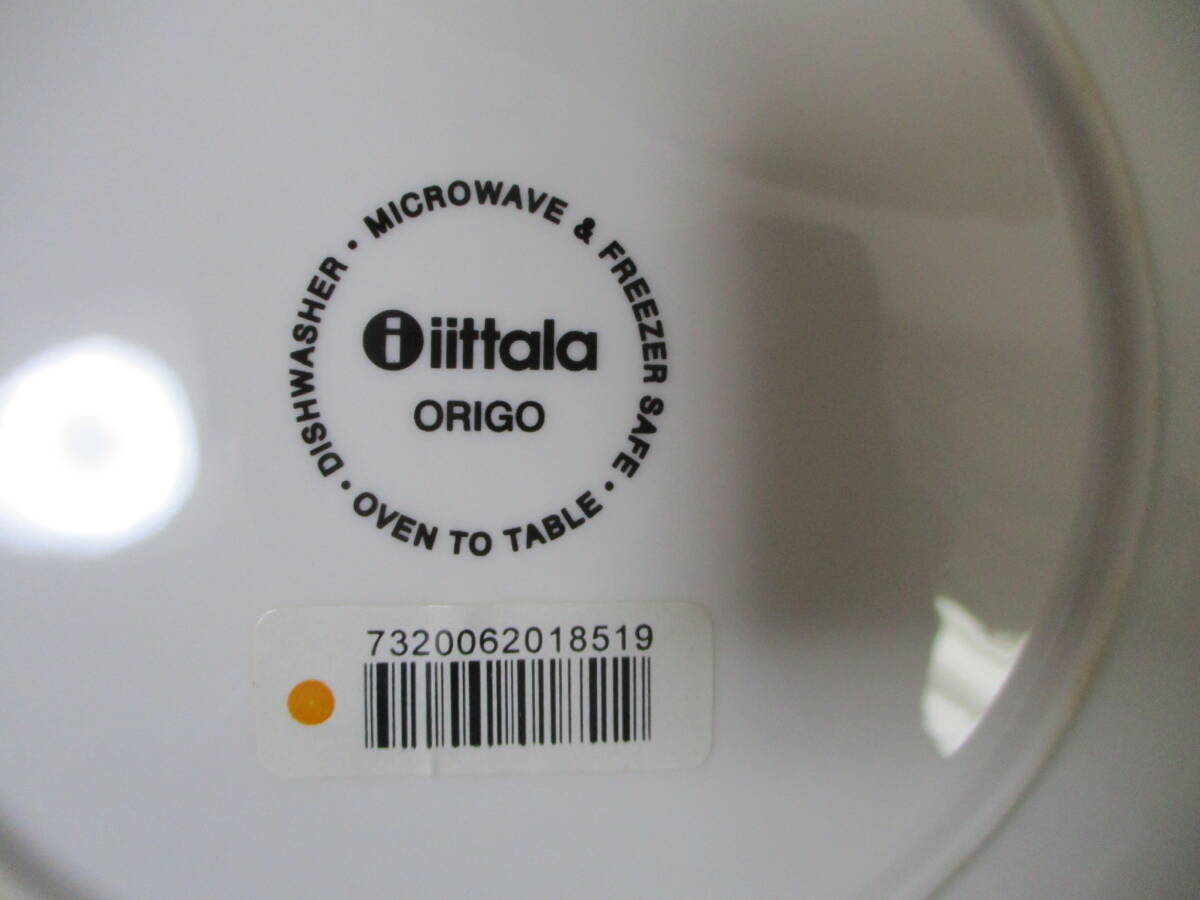 DISHWASHER • MICROWAVE & FREEZER SAFE • OVEN TO TABLE •
i iittala
ORIGO
7320062018519